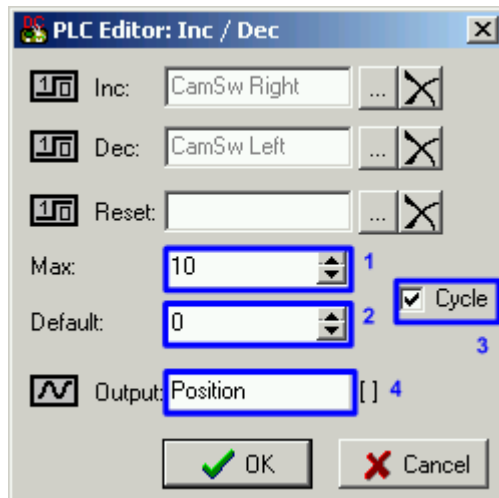 PLC Editor: Inc / Dec
Inc: CamSw Right ...
Dec: CamSw Left ...
Reset: ...
Max: 10 1
Default: 0 2
Cycle
3
Output: Position [ ] 4
OK Cancel